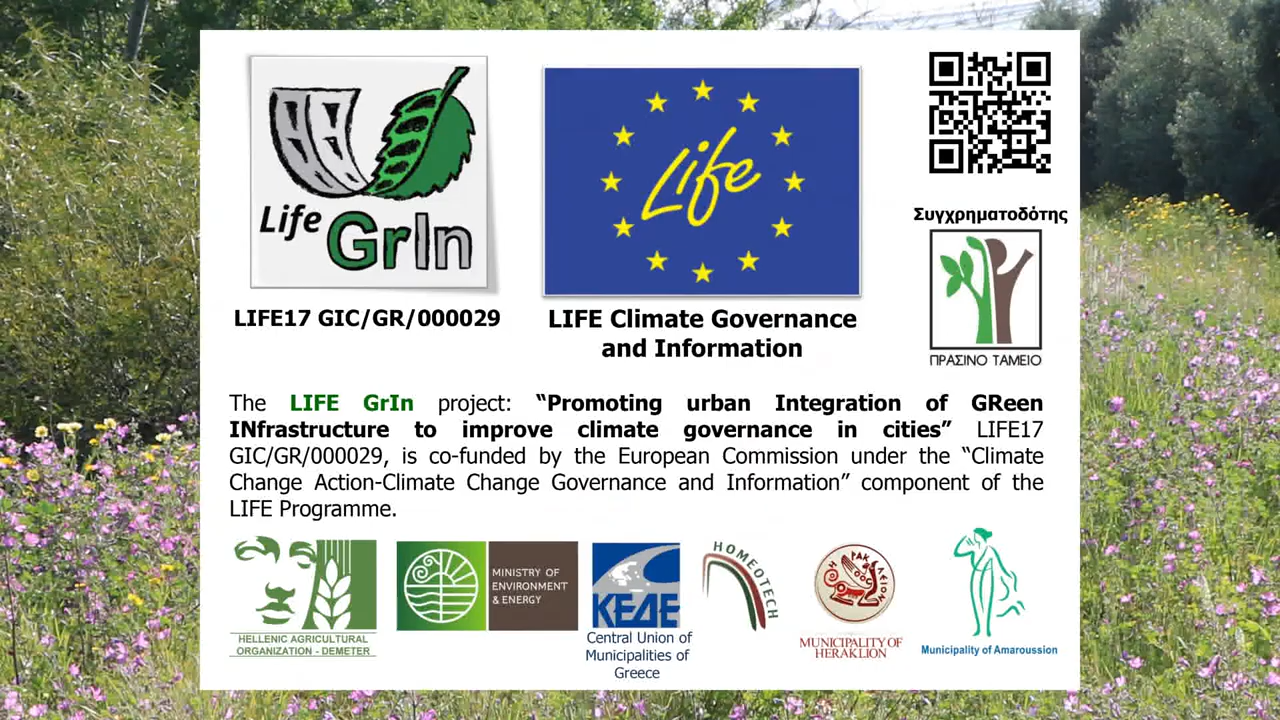 Life GrIn
LIFE17 GIC/GR/000029
Life
LIFE Climate Governance
and Information
Συγχρηματοδότης
ΠΡΑΣΙΝΟ ΤΑΜΕΙΟ
The LIFE GrIn project: “Promoting urban Integration of GReen
INfrastructure to improve climate governance in cities” LIFE17
GIC/GR/000029, is co-funded by the European Commission under the “Climate
Change Action-Climate Change Governance and Information” component of the
LIFE Programme.
HELLENIC AGRICULTURAL
ORGANIZATION - DEMETER
MINISTRY OF
ENVIRONMENT
& ENERGY
ΚΕΔΕ
Central Union of
Municipalities of
Greece
HOMEOTECH
ΗΡΑΚΛΕΙΟΝ
MUNICIPALITY OF
HERAKLION
Municipality of Amaroussion